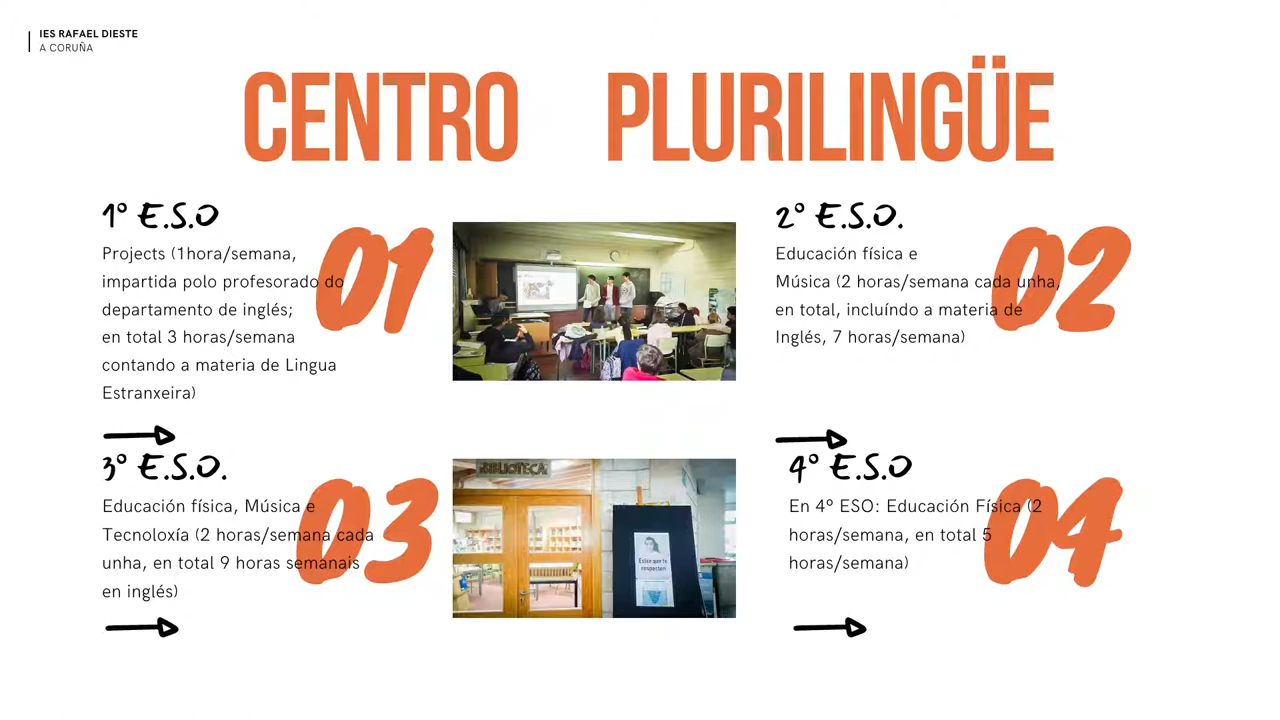 IES RAFAEL DIESTE
A CORUÑA
CENTRO PLURILINGÜE
1º E.S.O
Projects (1hora/semana,
impartida polo profesorado do
departamento de inglés;
en total 3 horas/semana
contando a materia de Lingua
Estranxeira)
01
2º E.S.O.
Educación física e
Música (2 horas/semana cada unha,
en total, incluíndo a materia de
Inglés, 7 horas/semana)
02
3º E.S.O.
Educación física, Música e
Tecnoloxía (2 horas/semana cada
unha, en total 9 horas semanais
en inglés)
03
BIBLIOTECA
Estos que te
respecten
4º E.S.O
En 4º ESO: Educación Física (2
horas/semana, en total 5
horas/semana)
04